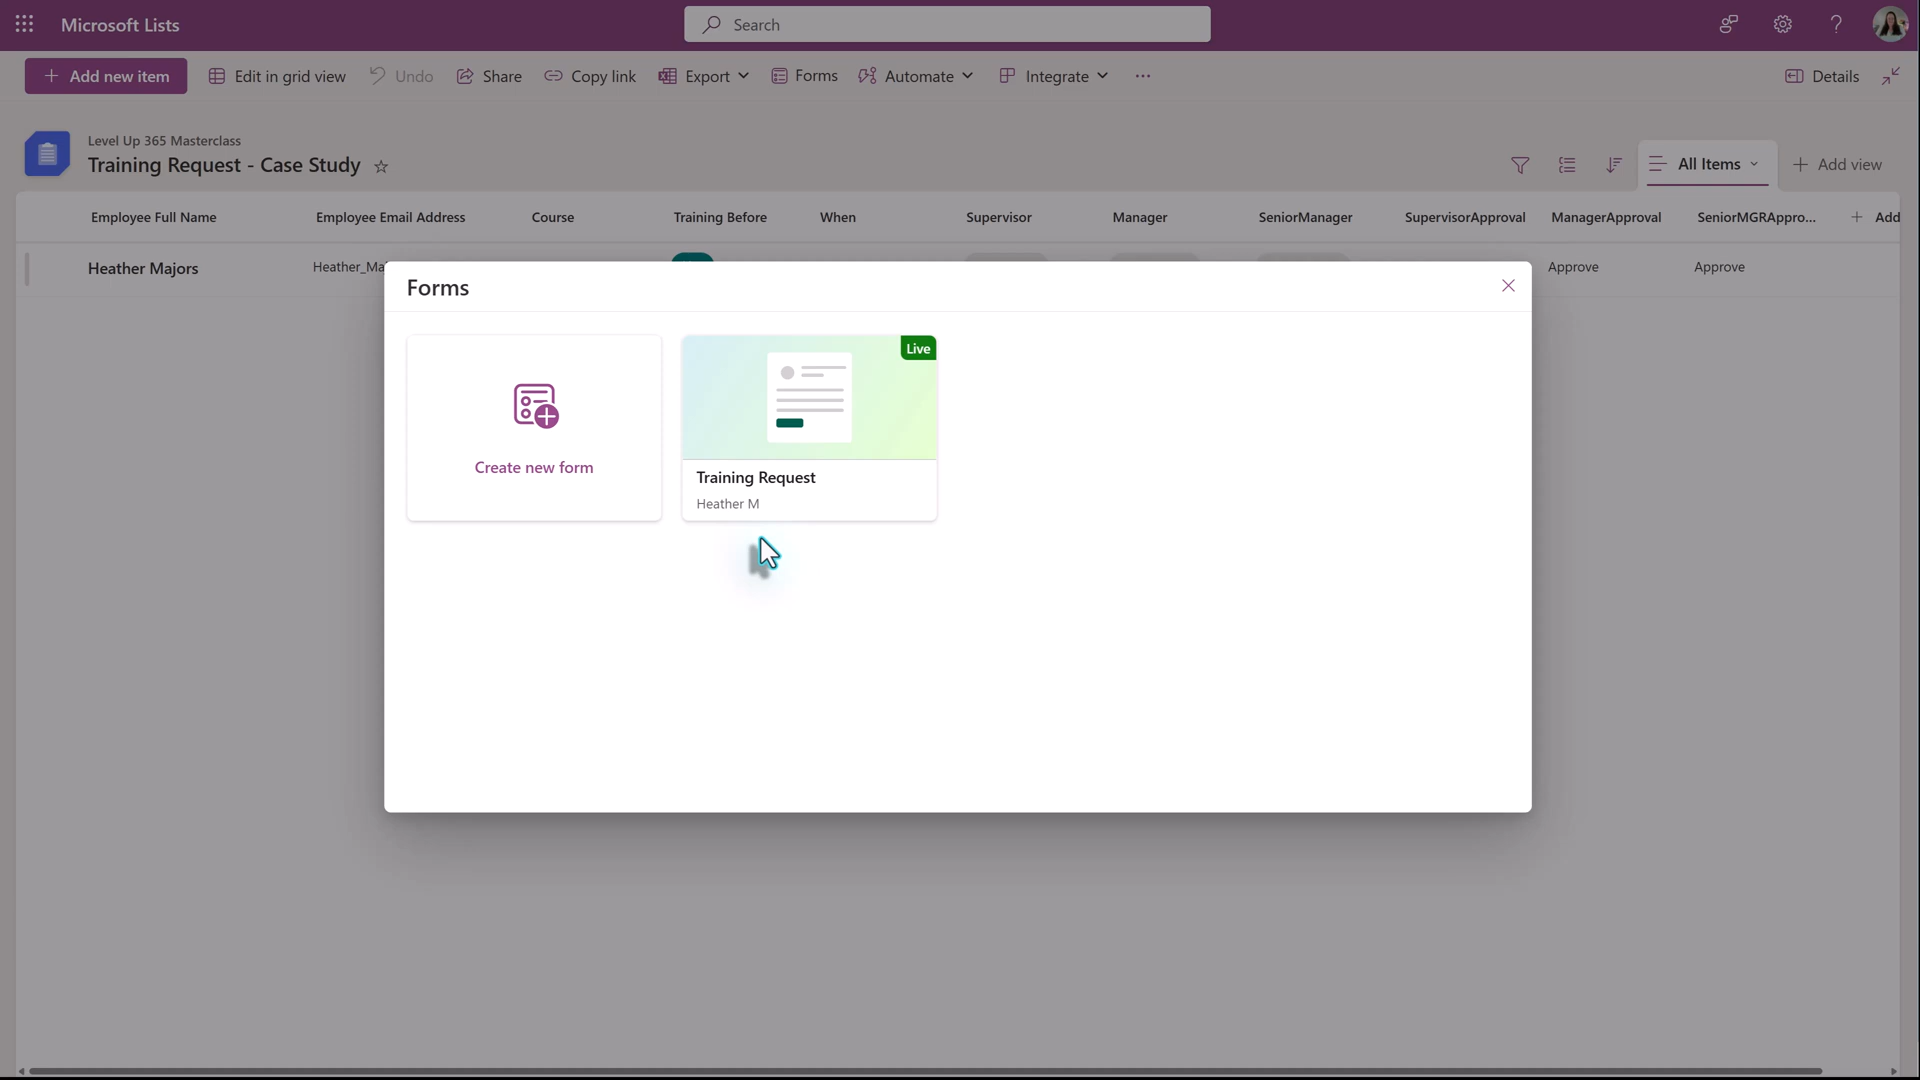 Microsoft Lists
Search
Add new item
Edit in grid view
Undo
Share
Copy link
Export
Forms
Automate
Integrate
Details
Level Up 365 Masterclass
Training Request - Case Study
All Items
Add view
Employee Full Name
Employee Email Address
Course
Training Before
When
Supervisor
Manager
SeniorManager
SupervisorApproval
ManagerApproval
SeniorMGRAppro...
Add
Heather Majors
Heather_Ma
Approve
Approve
Forms
Live
Create new form
Training Request
Heather M